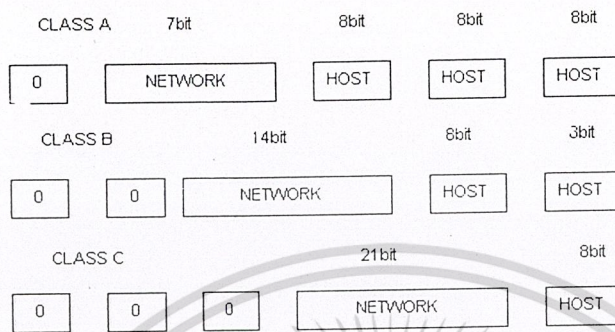 CLASS A 7bit 8bit 8bit 8bit
0 NETWORK HOST HOST HOST
CLASS B 14bit 8bit 3bit
0 0 NETWORK HOST HOST
CLASS C 21bit 8bit
0 0 0 NETWORK HOST